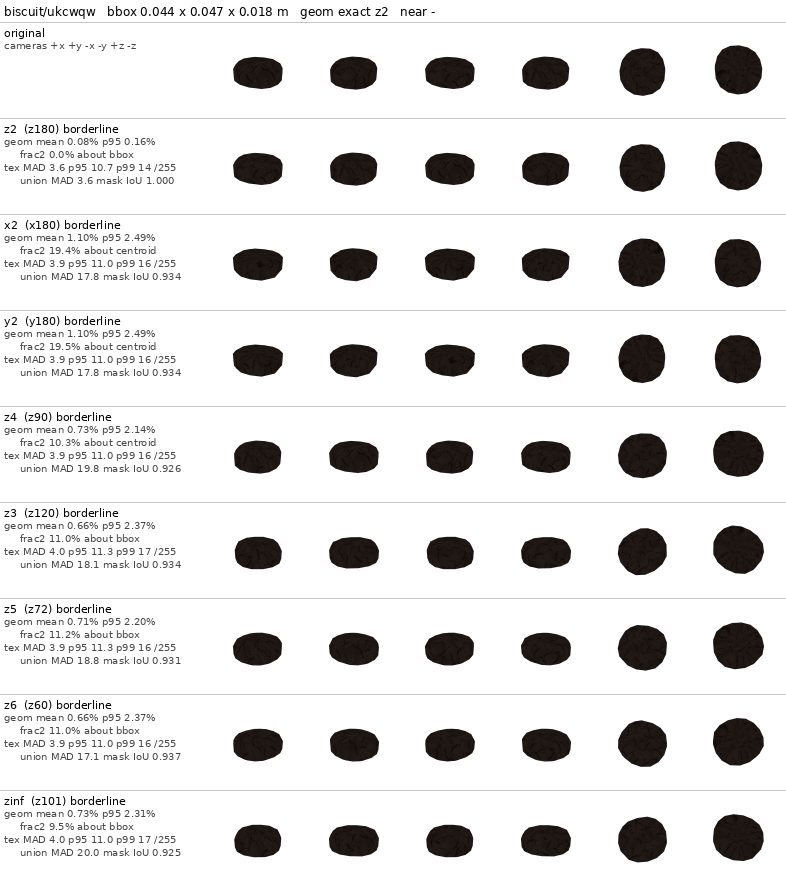 biscuit/ukcwqw   bbox 0.044 x 0.047 x 0.018 m   geom exact z2   near -
original
cameras +x +y -x -y +z -z
z2  (z180) borderline
geom mean 0.08% p95 0.16%
frac2 0.0% about bbox
tex MAD 3.6 p95 10.7 p99 14 /255
union MAD 3.6 mask IoU 1.000
x2  (x180) borderline
geom mean 1.10% p95 2.49%
frac2 19.4% about centroid
tex MAD 3.9 p95 11.0 p99 16 /255
union MAD 17.8 mask IoU 0.934
y2  (y180) borderline
geom mean 1.10% p95 2.49%
frac2 19.5% about centroid
tex MAD 3.9 p95 11.0 p99 16 /255
union MAD 17.8 mask IoU 0.934
z4  (z90) borderline
geom mean 0.73% p95 2.14%
frac2 10.3% about centroid
tex MAD 3.9 p95 11.0 p99 16 /255
union MAD 19.8 mask IoU 0.926
z3  (z120) borderline
geom mean 0.66% p95 2.37%
frac2 11.0% about bbox
tex MAD 4.0 p95 11.3 p99 17 /255
union MAD 18.1 mask IoU 0.934
z5  (z72) borderline
geom mean 0.71% p95 2.20%
frac2 11.2% about bbox
tex MAD 3.9 p95 11.3 p99 16 /255
union MAD 18.8 mask IoU 0.931
z6  (z60) borderline
geom mean 0.66% p95 2.37%
frac2 11.0% about bbox
tex MAD 3.9 p95 11.0 p99 16 /255
union MAD 17.1 mask IoU 0.937
zinf  (z101) borderline
geom mean 0.73% p95 2.31%
frac2 9.5% about bbox
tex MAD 4.0 p95 11.0 p99 17 /255
union MAD 20.0 mask IoU 0.925